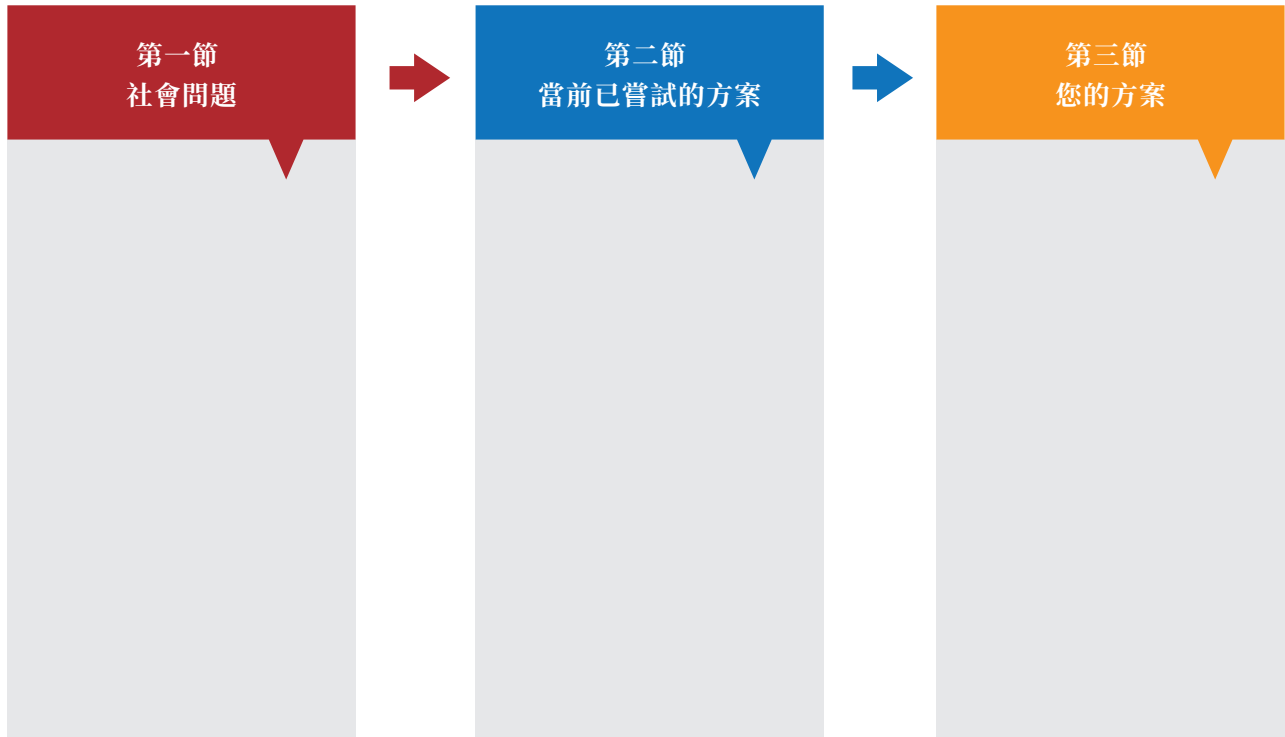 第一節
社會問題
第二節
當前已嘗試的方案
第三節
您的方案